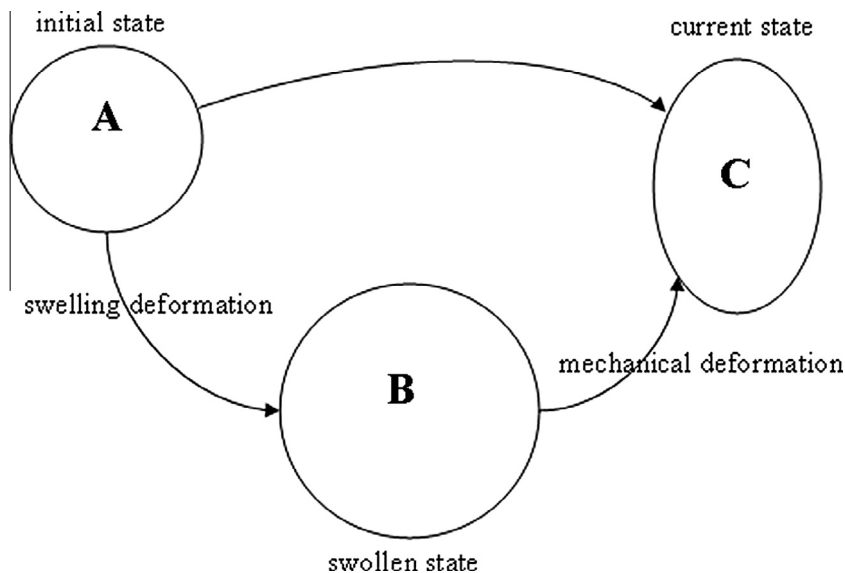 initial state
current state
A
C
swelling deformation
mechanical deformation
B
swollen state